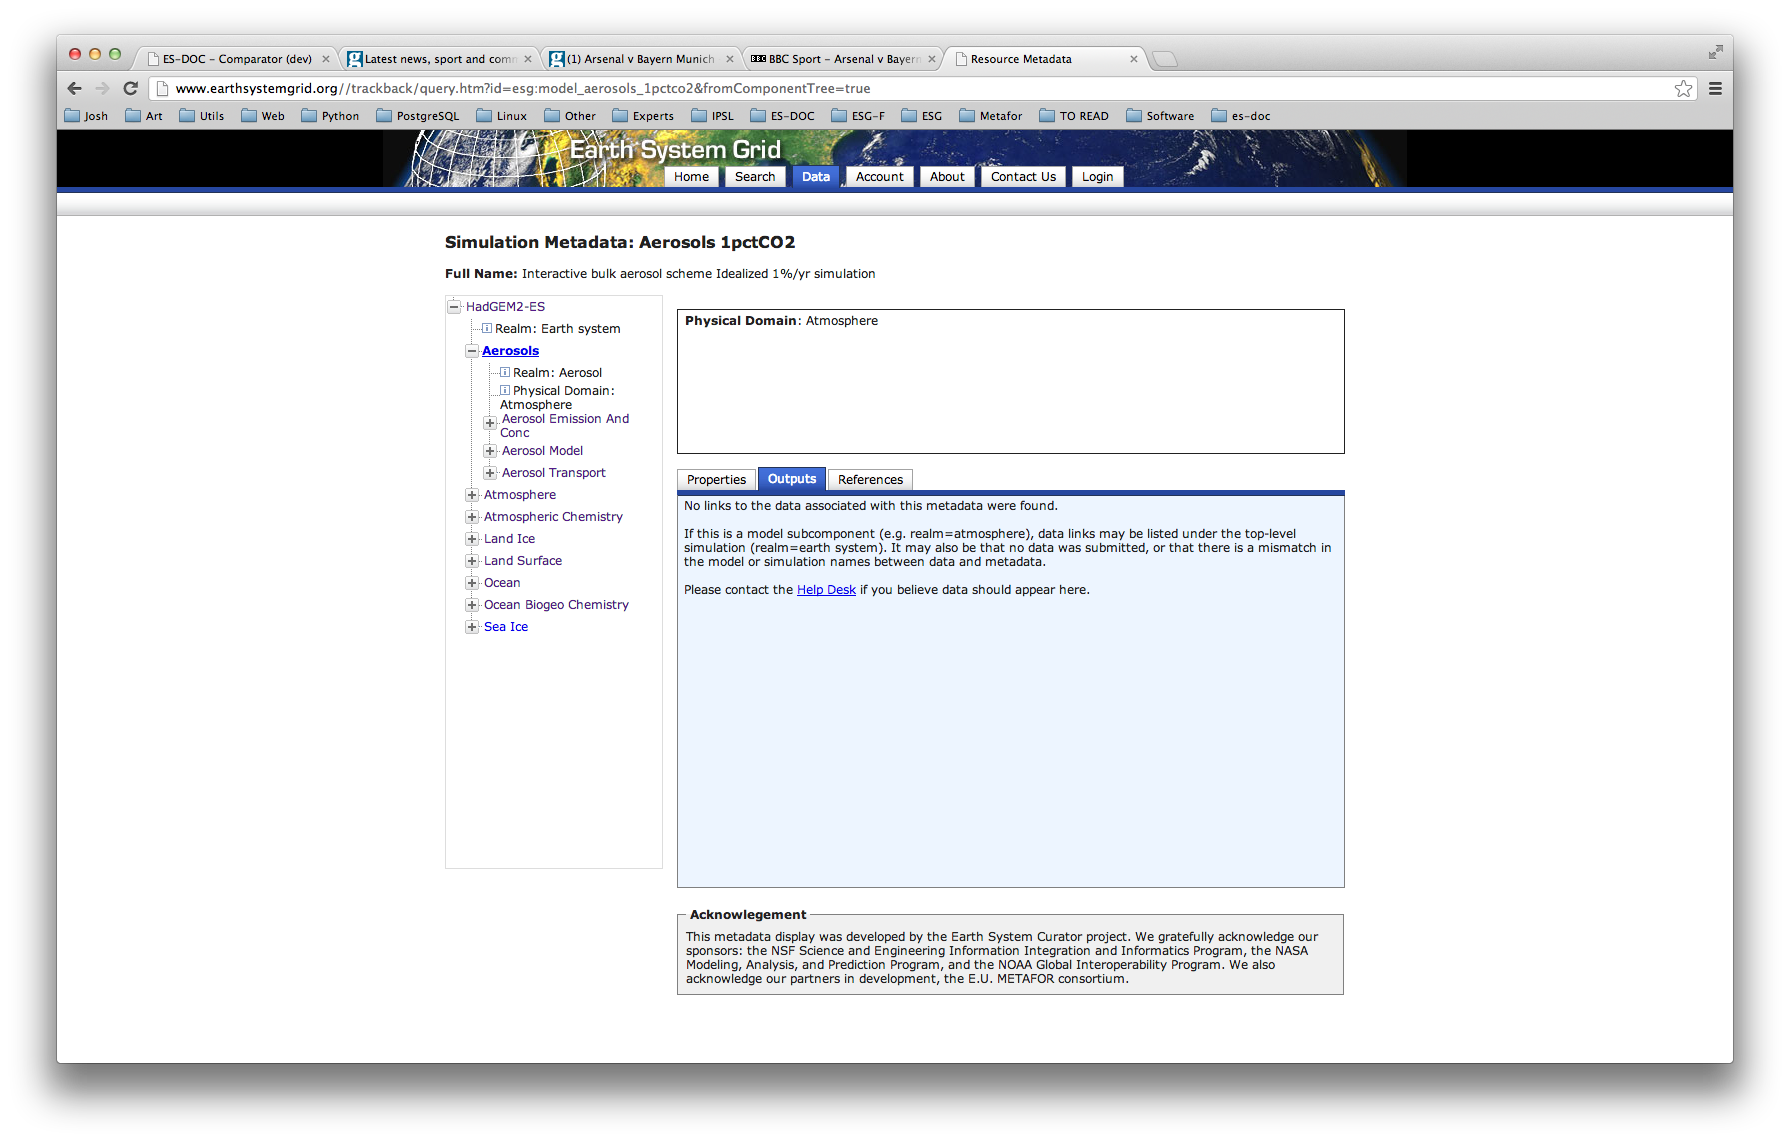 ES-DOC - Comparator (dev)
Latest news, sport and comm
(1) Arsenal v Bayern Munich
BBC BBC Sport - Arsenal v Bayern
Resource Metadata
www.earthsystemgrid.org//trackback/query.htm?id=esg:model_aerosols_1pctco2&fromComponentTree=true
Josh Art Utils Web Python PostgreSQL Linux Other Experts IPSL ES-DOC ESG-F ESG Metafor TO READ Software es-doc
Earth System Grid
Home Search Data Account About Contact Us Login
Simulation Metadata: Aerosols 1pctCO2
Full Name: Interactive bulk aerosol scheme Idealized 1%/yr simulation
HadGEM2-ES
Realm: Earth system
Aerosols
Realm: Aerosol
Physical Domain:
Atmosphere
Aerosol Emission And
Conc
Aerosol Model
Aerosol Transport
Atmosphere
Atmospheric Chemistry
Land Ice
Land Surface
Ocean
Ocean Biogeo Chemistry
Sea Ice
Physical Domain: Atmosphere
Properties Outputs References
No links to the data associated with this metadata were found.
If this is a model subcomponent (e.g. realm=atmosphere), data links may be listed under the top-level
simulation (realm=earth system). It may also be that no data was submitted, or that there is a mismatch in
the model or simulation names between data and metadata.
Please contact the Help Desk if you believe data should appear here.
Acknowlegement
This metadata display was developed by the Earth System Curator project. We gratefully acknowledge our
sponsors: the NSF Science and Engineering Information Integration and Informatics Program, the NASA
Modeling, Analysis, and Prediction Program, and the NOAA Global Interoperability Program. We also
acknowledge our partners in development, the E.U. METAFOR consortium.